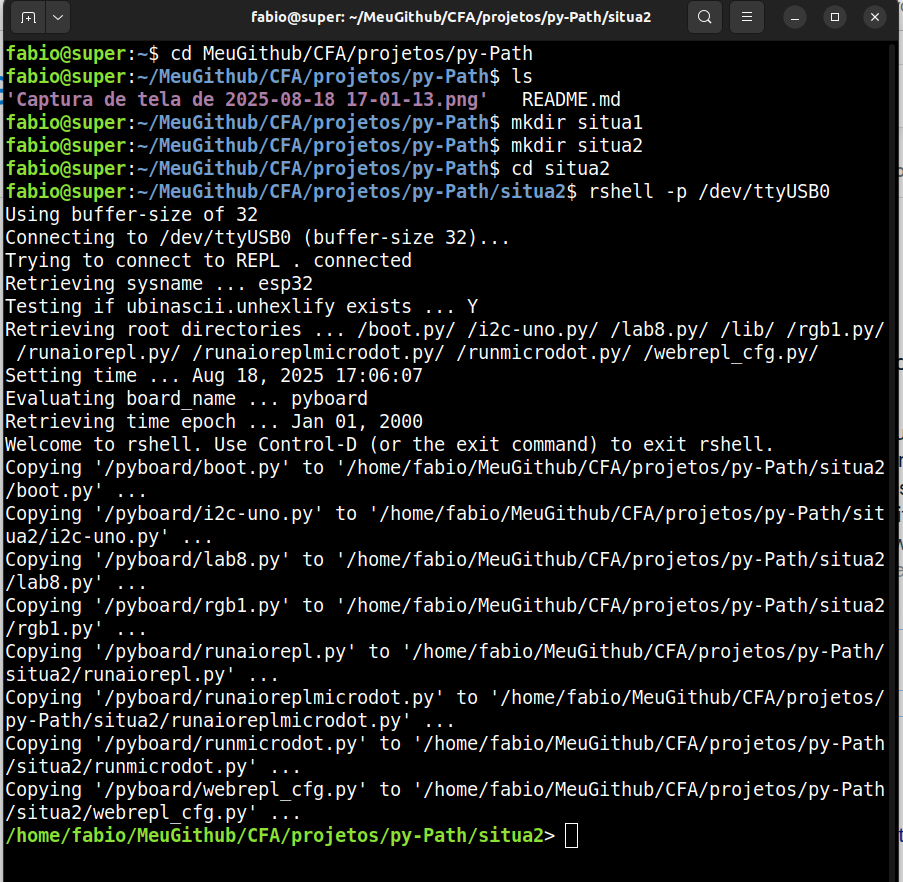 fabio@super: ~/MeuGithub/CFA/projetos/py-Path/situa2
fabio@super:~$ cd MeuGithub/CFA/projetos/py-Path
fabio@super:~/MeuGithub/CFA/projetos/py-Path$ ls
'Captura de tela de 2025-08-18 17-01-13.png'   README.md
fabio@super:~/MeuGithub/CFA/projetos/py-Path$ mkdir situa1
fabio@super:~/MeuGithub/CFA/projetos/py-Path$ mkdir situa2
fabio@super:~/MeuGithub/CFA/projetos/py-Path$ cd situa2
fabio@super:~/MeuGithub/CFA/projetos/py-Path/situa2$ rshell -p /dev/ttyUSB0
Using buffer-size of 32
Connecting to /dev/ttyUSB0 (buffer-size 32)...
Trying to connect to REPL . connected
Retrieving sysname ... esp32
Testing if ubinascii.unhexlify exists ... Y
Retrieving root directories ... /boot.py/ /i2c-uno.py/ /lab8.py/ /lib/ /rgb1.py/
 /runaiorepl.py/ /runaioreplmicrodot.py/ /runmicrodot.py/ /webrepl_cfg.py/
Setting time ... Aug 18, 2025 17:06:07
Evaluating board_name ... pyboard
Retrieving time epoch ... Jan 01, 2000
Welcome to rshell. Use Control-D (or the exit command) to exit rshell.
Copying '/pyboard/boot.py' to '/home/fabio/MeuGithub/CFA/projetos/py-Path/situa2
/boot.py' ...
Copying '/pyboard/i2c-uno.py' to '/home/fabio/MeuGithub/CFA/projetos/py-Path/sit
ua2/i2c-uno.py' ...
Copying '/pyboard/lab8.py' to '/home/fabio/MeuGithub/CFA/projetos/py-Path/situa2
/lab8.py' ...
Copying '/pyboard/rgb1.py' to '/home/fabio/MeuGithub/CFA/projetos/py-Path/situa2
/rgb1.py' ...
Copying '/pyboard/runaiorepl.py' to '/home/fabio/MeuGithub/CFA/projetos/py-Path/
situa2/runaiorepl.py' ...
Copying '/pyboard/runaioreplmicrodot.py' to '/home/fabio/MeuGithub/CFA/projetos/
py-Path/situa2/runaioreplmicrodot.py' ...
Copying '/pyboard/runmicrodot.py' to '/home/fabio/MeuGithub/CFA/projetos/py-Path
/situa2/runmicrodot.py' ...
Copying '/pyboard/webrepl_cfg.py' to '/home/fabio/MeuGithub/CFA/projetos/py-Path
/situa2/webrepl_cfg.py' ...
/home/fabio/MeuGithub/CFA/projetos/py-Path/situa2>